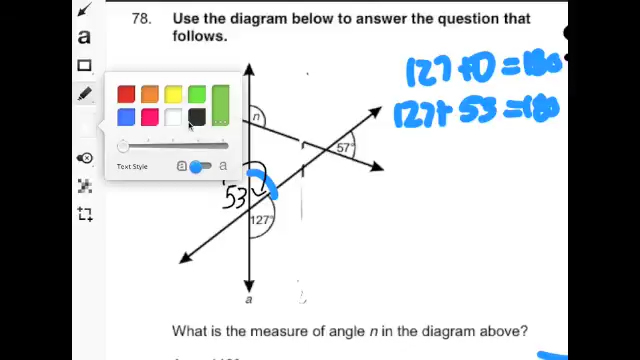 78. Use the diagram below to answer the question that
follows.
127 + 0 = 180
127 + 53 = 180
a
n
57°
Text Style a a
53
127°
a
What is the measure of angle n in the diagram above?